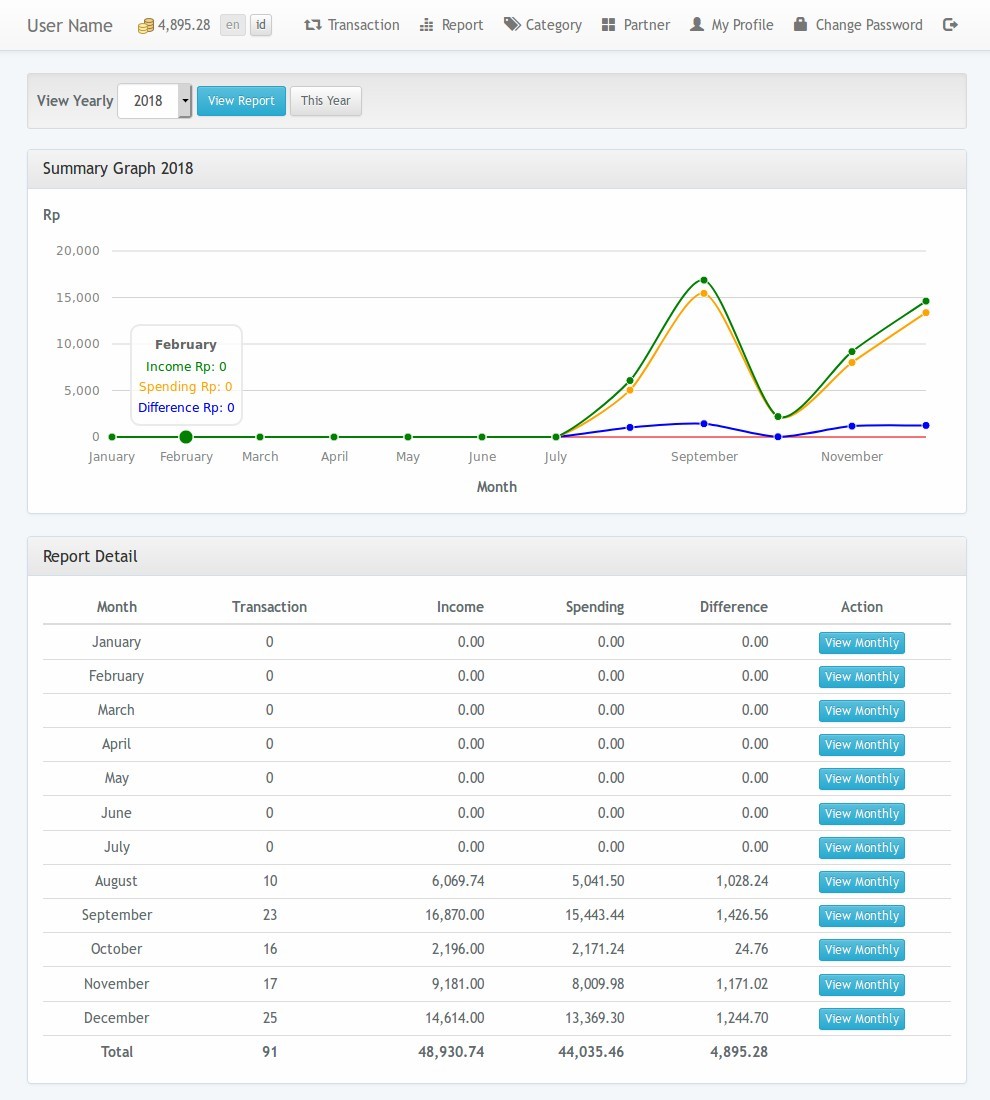 User Name 4,895.28 en id Transaction Report Category Partner My Profile Change Password
View Yearly 2018 View Report This Year
Summary Graph 2018
Rp
20,000
15,000
10,000
5,000
0
February
Income Rp: 0
Spending Rp: 0
Difference Rp: 0
January February March April May June July September November
Month
Report Detail
Month Transaction Income Spending Difference Action
January 0 0.00 0.00 0.00 View Monthly
February 0 0.00 0.00 0.00 View Monthly
March 0 0.00 0.00 0.00 View Monthly
April 0 0.00 0.00 0.00 View Monthly
May 0 0.00 0.00 0.00 View Monthly
June 0 0.00 0.00 0.00 View Monthly
July 0 0.00 0.00 0.00 View Monthly
August 10 6,069.74 5,041.50 1,028.24 View Monthly
September 23 16,870.00 15,443.44 1,426.56 View Monthly
October 16 2,196.00 2,171.24 24.76 View Monthly
November 17 9,181.00 8,009.98 1,171.02 View Monthly
December 25 14,614.00 13,369.30 1,244.70 View Monthly
Total 91 48,930.74 44,035.46 4,895.28